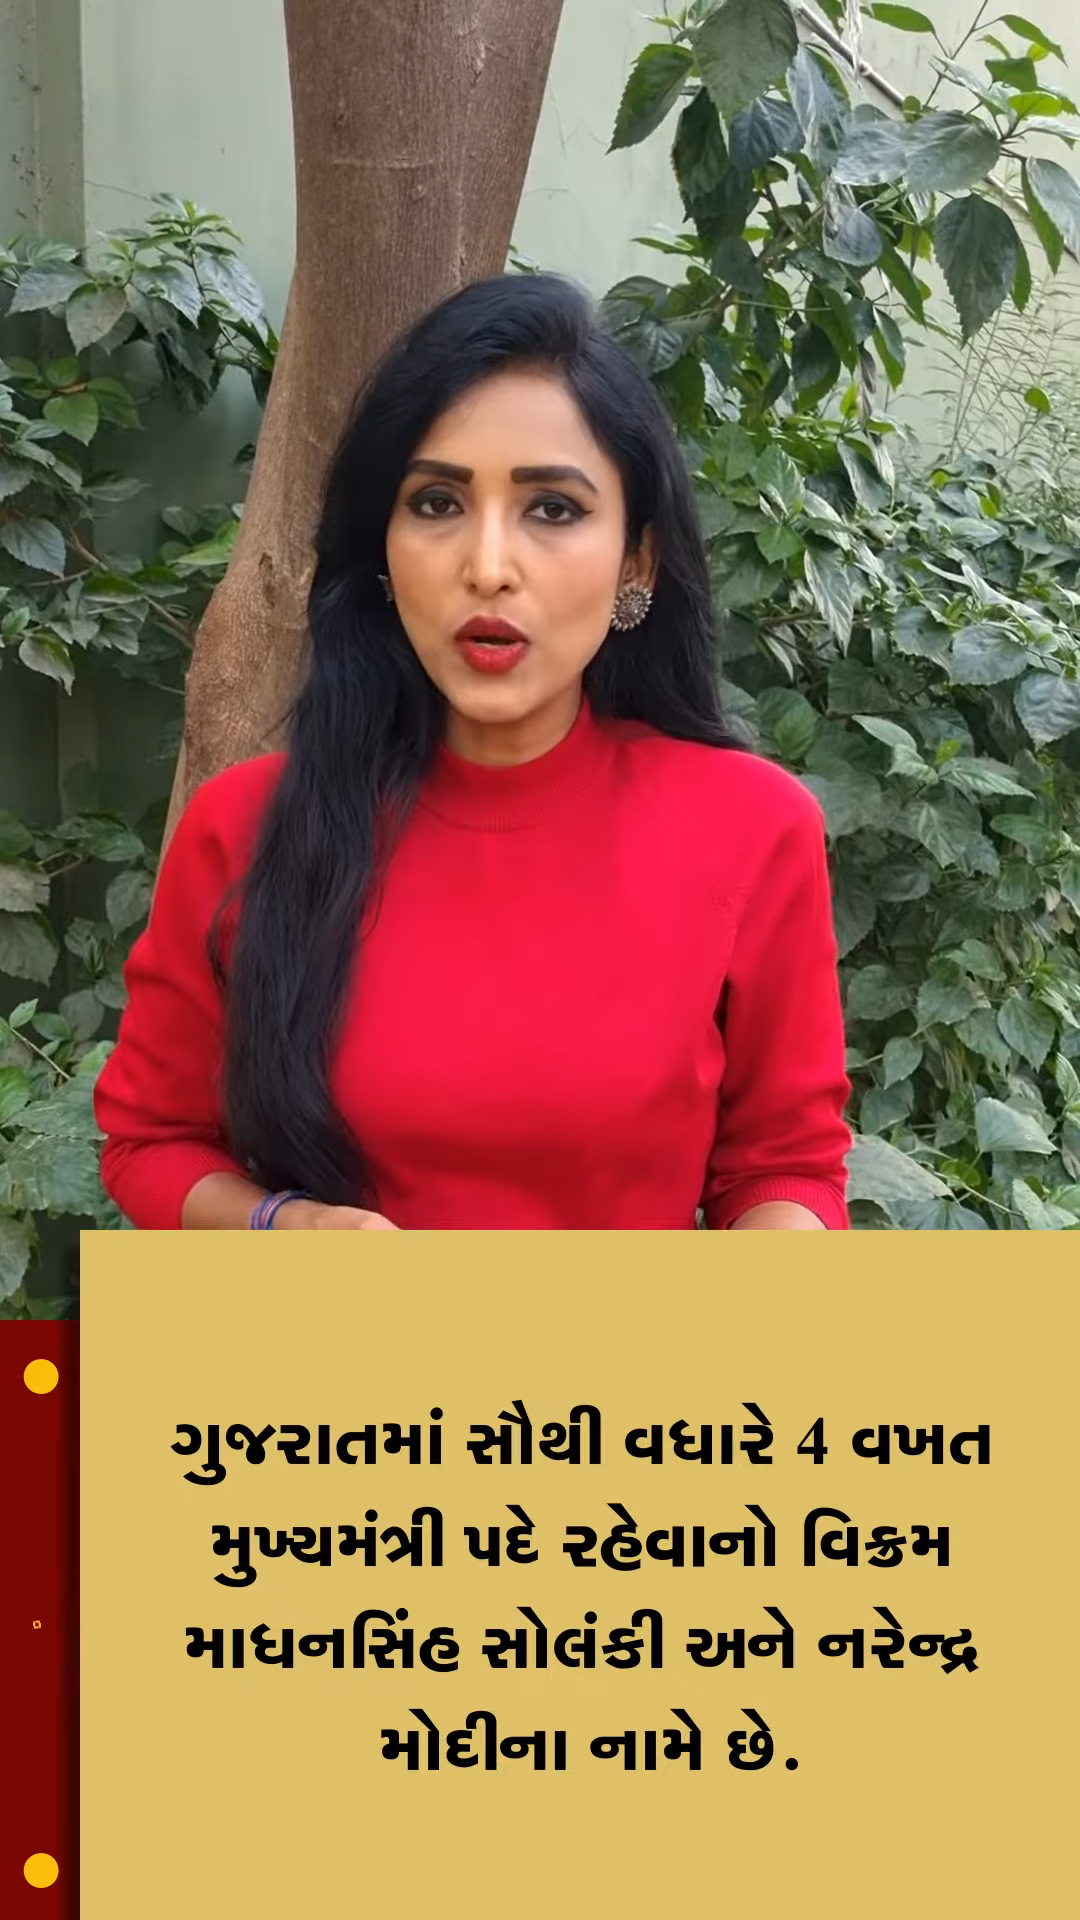 ગુજરાતમાં સૌથી વધારે 4 વખત
મુખ્યમંત્રી પદે રહેવાનો વિક્રમ
માધનસિંહ સોલંકી અને નરેન્દ્ર
મોદીના નામે છે.